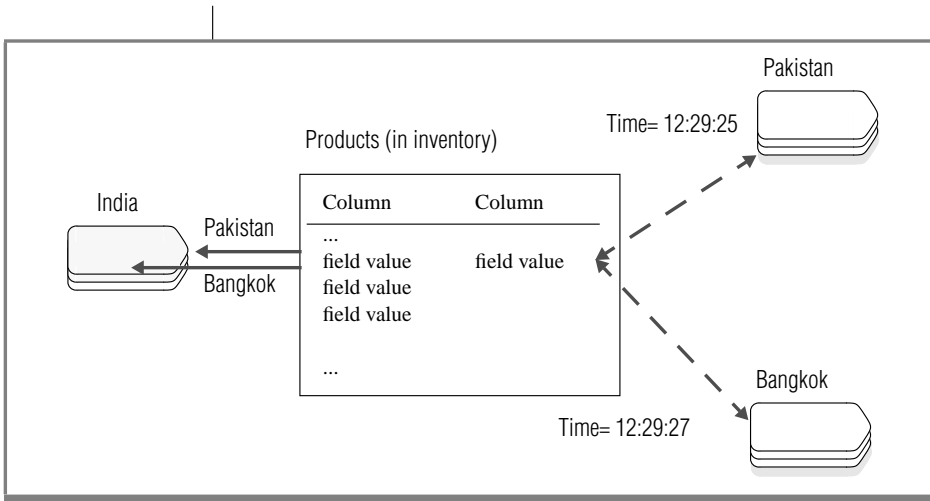 Pakistan
Time= 12:29:25
Products (in inventory)
India
Pakistan
Bangkok
Column Column
...
field value field value
field value
field value
...
Bangkok
Time= 12:29:27